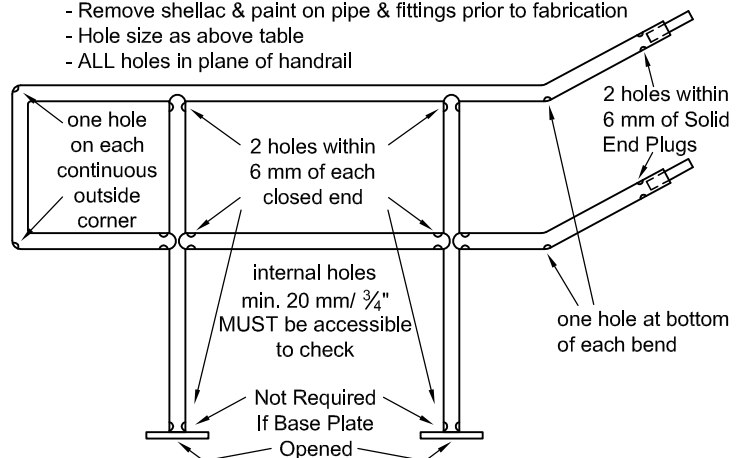 - Remove shellac & paint on pipe & fittings prior to fabrication
- Hole size as above table
- ALL holes in plane of handrail
one hole
on each
continuous
outside
corner
2 holes within
6 mm of each
closed end
2 holes within
6 mm of Solid
End Plugs
internal holes
min. 20 mm/ ¾"
MUST be accessible
to check
one hole at bottom
of each bend
Not Required
If Base Plate
Opened